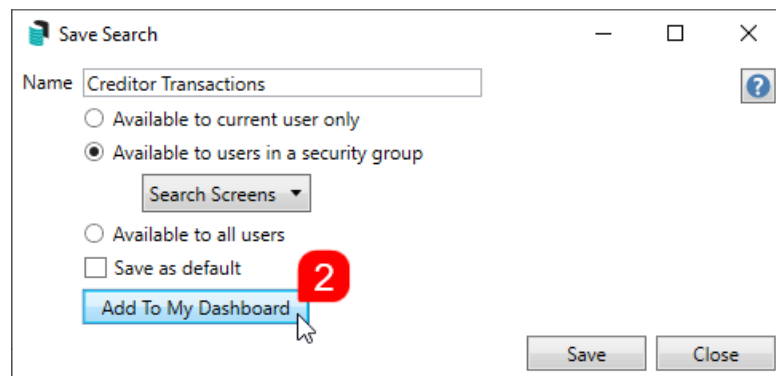 Save Search
Name Creditor Transactions
?
Available to current user only
Available to users in a security group
Search Screens
Available to all users
Save as default
2
Add To My Dashboard
Save Close